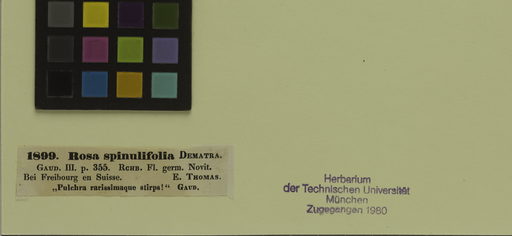 1899. Rosa spinulifolia DEMATRA.
GAUD. III. p. 355. RCHB. Fl. germ. Novit.
Bei Freibourg en Suisse. E. THOMAS.
„Pulchra rarissimaque stirps!“ GAUD.
Herbarium
der Technischen Universität
München
Zugegangen 1980